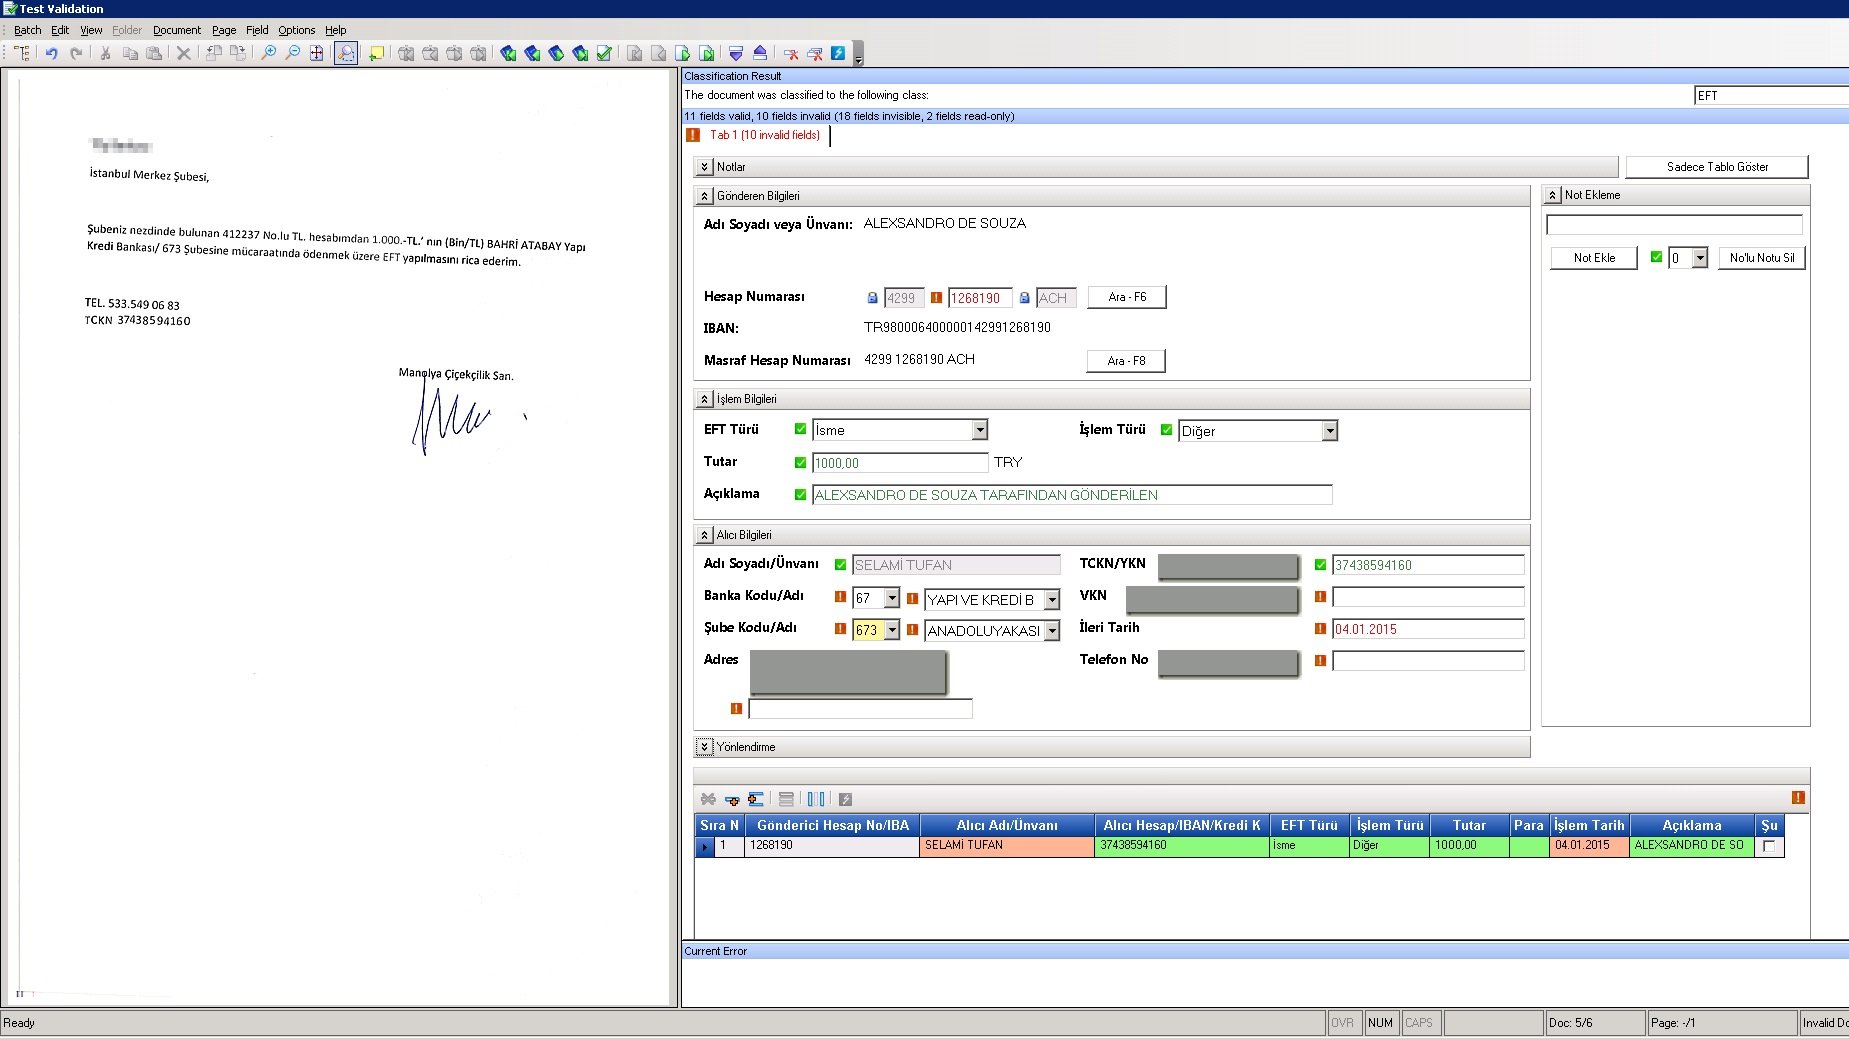 Test Validation
Batch Edit View Folder Document Page Field Options Help
İstanbul Merkez Şubesi,
Şubeniz nezdinde bulunan 412237 No.lu TL. hesabımdan 1.000.-TL.' nın (Bin/TL) BAHRİ ATABAY Yapı
Kredi Bankası/ 673 Şubesine mücaraatında ödenmek üzere EFT yapılmasını rica ederim.
TEL. 533.549 06 83
TCKN 37438594160
Manolya Çiçekçilik San.
Classification Result
The document was classified to the following class: EFT
11 fields valid, 10 fields invalid (18 fields invisible, 2 fields read-only)
Tab 1 (10 invalid fields)
Notlar
Sadece Tablo Göster
Gönderen Bilgileri
Adı Soyadı veya Ünvanı: ALEXSANDRO DE SOUZA
Hesap Numarası 4299 1268190 ACH Ara - F6
IBAN: TR980006400000142991268190
Masraf Hesap Numarası 4299 1268190 ACH Ara - F8
Not Ekleme
Not Ekle 0 No'lu Notu Sil
İşlem Bilgileri
EFT Türü İsme İşlem Türü Diğer
Tutar 1000,00 TRY
Açıklama ALEXSANDRO DE SOUZA TARAFINDAN GÖNDERİLEN
Alıcı Bilgileri
Adı Soyadı/Ünvanı SELAMİ TUFAN TCKN/YKN 37438594160
Banka Kodu/Adı 67 YAPI VE KREDİ B VKN
Şube Kodu/Adı 673 ANADOLUYAKASI İleri Tarih 04.01.2015
Adres Telefon No
Yönlendirme
Sıra N Gönderici Hesap No/IBA Alıcı Adı/Ünvanı Alıcı Hesap/IBAN/Kredi K EFT Türü İşlem Türü Tutar Para İşlem Tarih Açıklama Şu
1 1268190 SELAMİ TUFAN 37438594160 İsme Diğer 1000,00 04.01.2015 ALEXSANDRO DE SO
Current Error
Ready OVR NUM CAPS Doc: 5/6 Page: -/1 Invalid Do